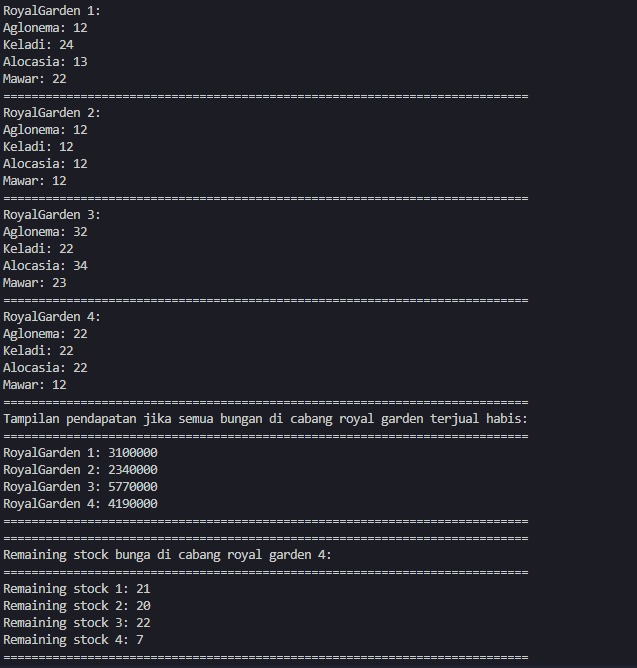 RoyalGarden 1:
Aglonema: 12
Keladi: 24
Alocasia: 13
Mawar: 22
===========================================================================
RoyalGarden 2:
Aglonema: 12
Keladi: 12
Alocasia: 12
Mawar: 12
===========================================================================
RoyalGarden 3:
Aglonema: 32
Keladi: 22
Alocasia: 34
Mawar: 23
===========================================================================
RoyalGarden 4:
Aglonema: 22
Keladi: 22
Alocasia: 22
Mawar: 12
===========================================================================
Tampilan pendapatan jika semua bungan di cabang royal garden terjual habis:
===========================================================================
RoyalGarden 1: 3100000
RoyalGarden 2: 2340000
RoyalGarden 3: 5770000
RoyalGarden 4: 4190000
===========================================================================
===========================================================================
Remaining stock bunga di cabang royal garden 4:
===========================================================================
Remaining stock 1: 21
Remaining stock 2: 20
Remaining stock 3: 22
Remaining stock 4: 7
===========================================================================